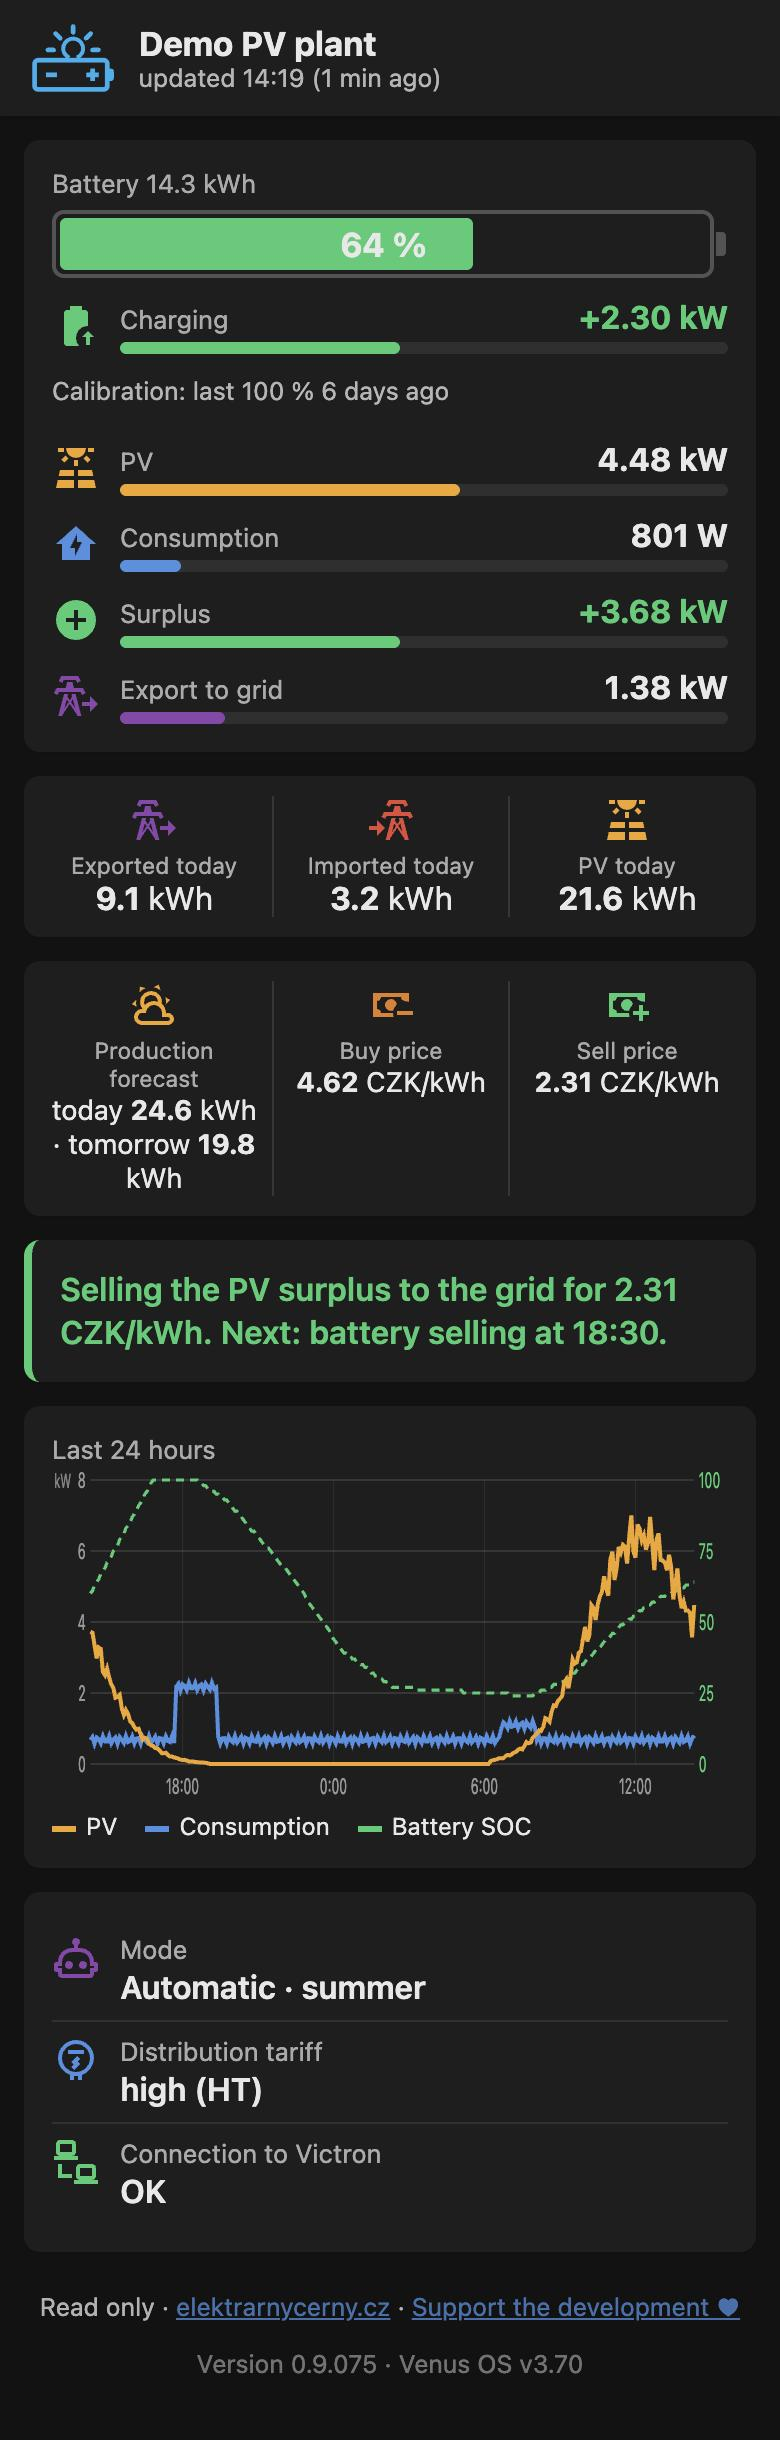 Demo PV plant
updated 14:19 (1 min ago)
Battery 14.3 kWh
64 %
Charging +2.30 kW
Calibration: last 100 % 6 days ago
PV 4.48 kW
Consumption 801 W
Surplus +3.68 kW
Export to grid 1.38 kW
Exported today
9.1 kWh
Imported today
3.2 kWh
PV today
21.6 kWh
Production
forecast
today 24.6 kWh
· tomorrow 19.8
kWh
Buy price
4.62 CZK/kWh
Sell price
2.31 CZK/kWh
Selling the PV surplus to the grid for 2.31
CZK/kWh. Next: battery selling at 18:30.
Last 24 hours
kW 8 100
6 75
4 50
2 25
0 0
18:00 0:00 6:00 12:00
PV Consumption Battery SOC
Mode
Automatic · summer
Distribution tariff
high (HT)
Connection to Victron
OK
Read only · elektrarnycerny.cz · Support the development ♥
Version 0.9.075 · Venus OS v3.70